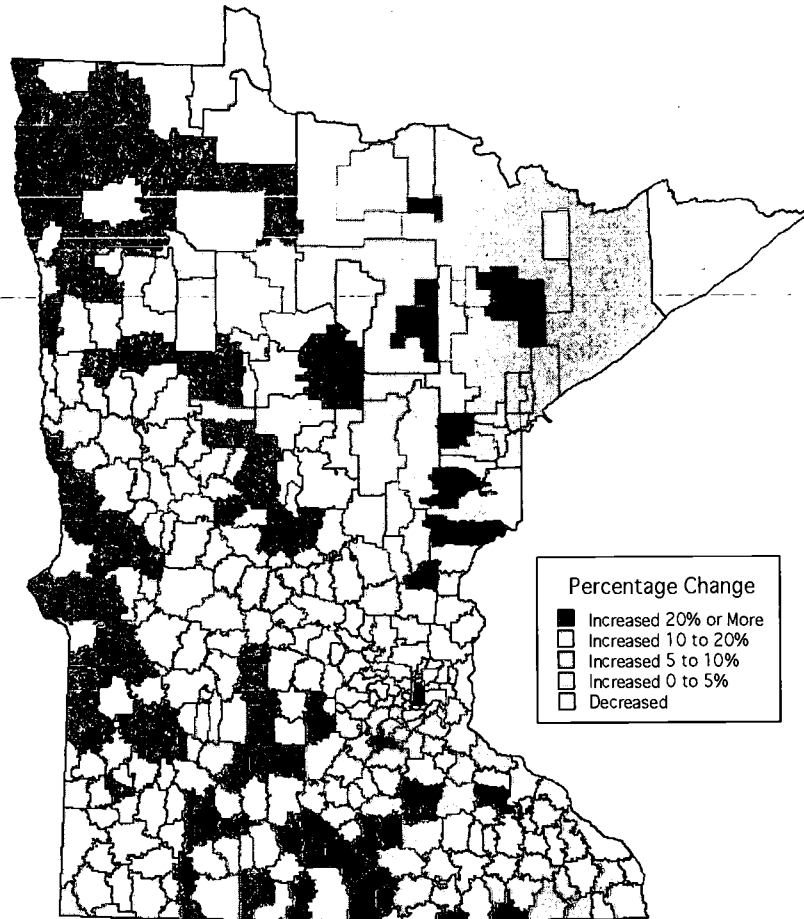 Percentage Change
Increased 20% or More
Increased 10 to 20%
Increased 5 to 10%
Increased 0 to 5%
Decreased